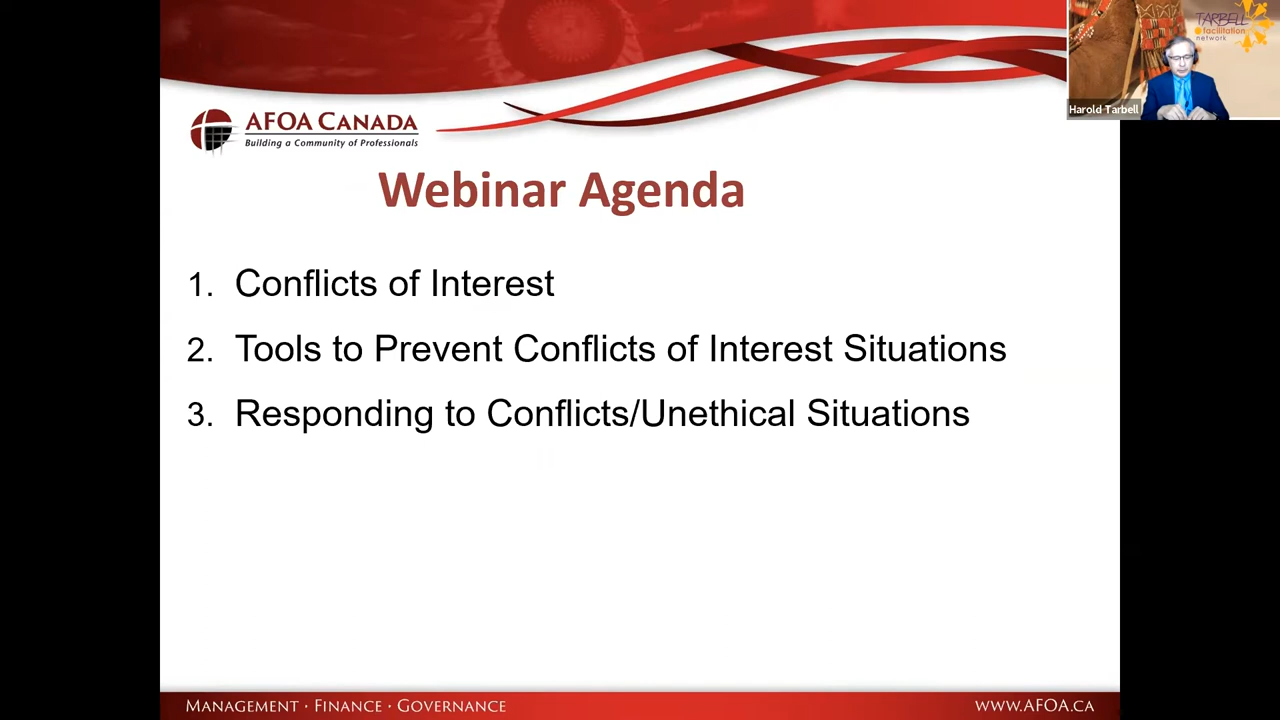 TARBELL
facilitation
network
Harold Tarbell
AFOA CANADA
Building a Community of Professionals
Webinar Agenda
1. Conflicts of Interest
2. Tools to Prevent Conflicts of Interest Situations
3. Responding to Conflicts/Unethical Situations
MANAGEMENT · FINANCE · GOVERNANCE
WWW.AFOA.CA